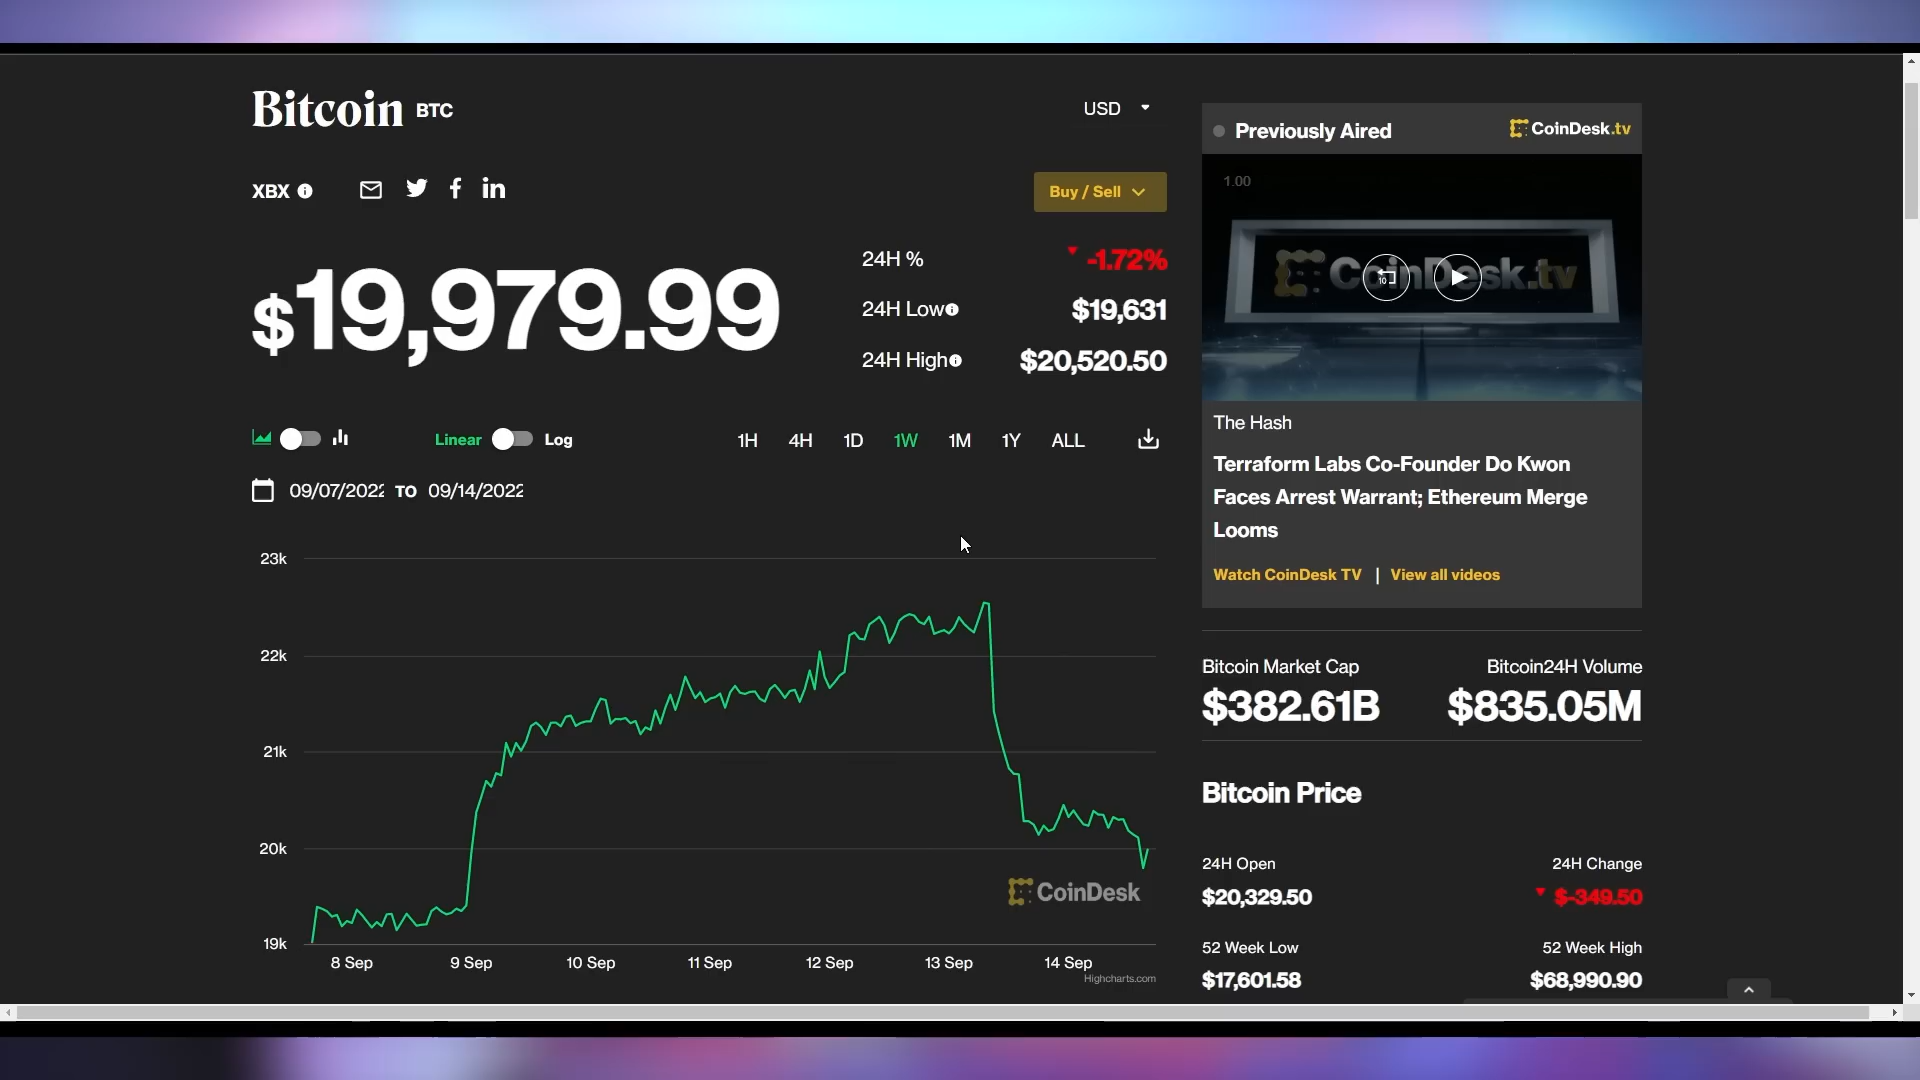 Bitcoin BTC
USD
XBX
Buy / Sell
$19,979.99
24H % -1.72%
24H Low $19,631
24H High $20,520.50
Linear Log
1H 4H 1D 1W 1M 1Y ALL
09/07/2022 TO 09/14/2022
23k
22k
21k
20k
19k
CoinDesk
8 Sep 9 Sep 10 Sep 11 Sep 12 Sep 13 Sep 14 Sep
Highcharts.com
Previously Aired CoinDesk.tv
1.00
CoinDesk.tv
10
The Hash
Terraform Labs Co-Founder Do Kwon
Faces Arrest Warrant; Ethereum Merge
Looms
Watch CoinDesk TV | View all videos
Bitcoin Market Cap Bitcoin24H Volume
$382.61B $835.05M
Bitcoin Price
24H Open 24H Change
$20,329.50 $-349.50
52 Week Low 52 Week High
$17,601.58 $68,990.90